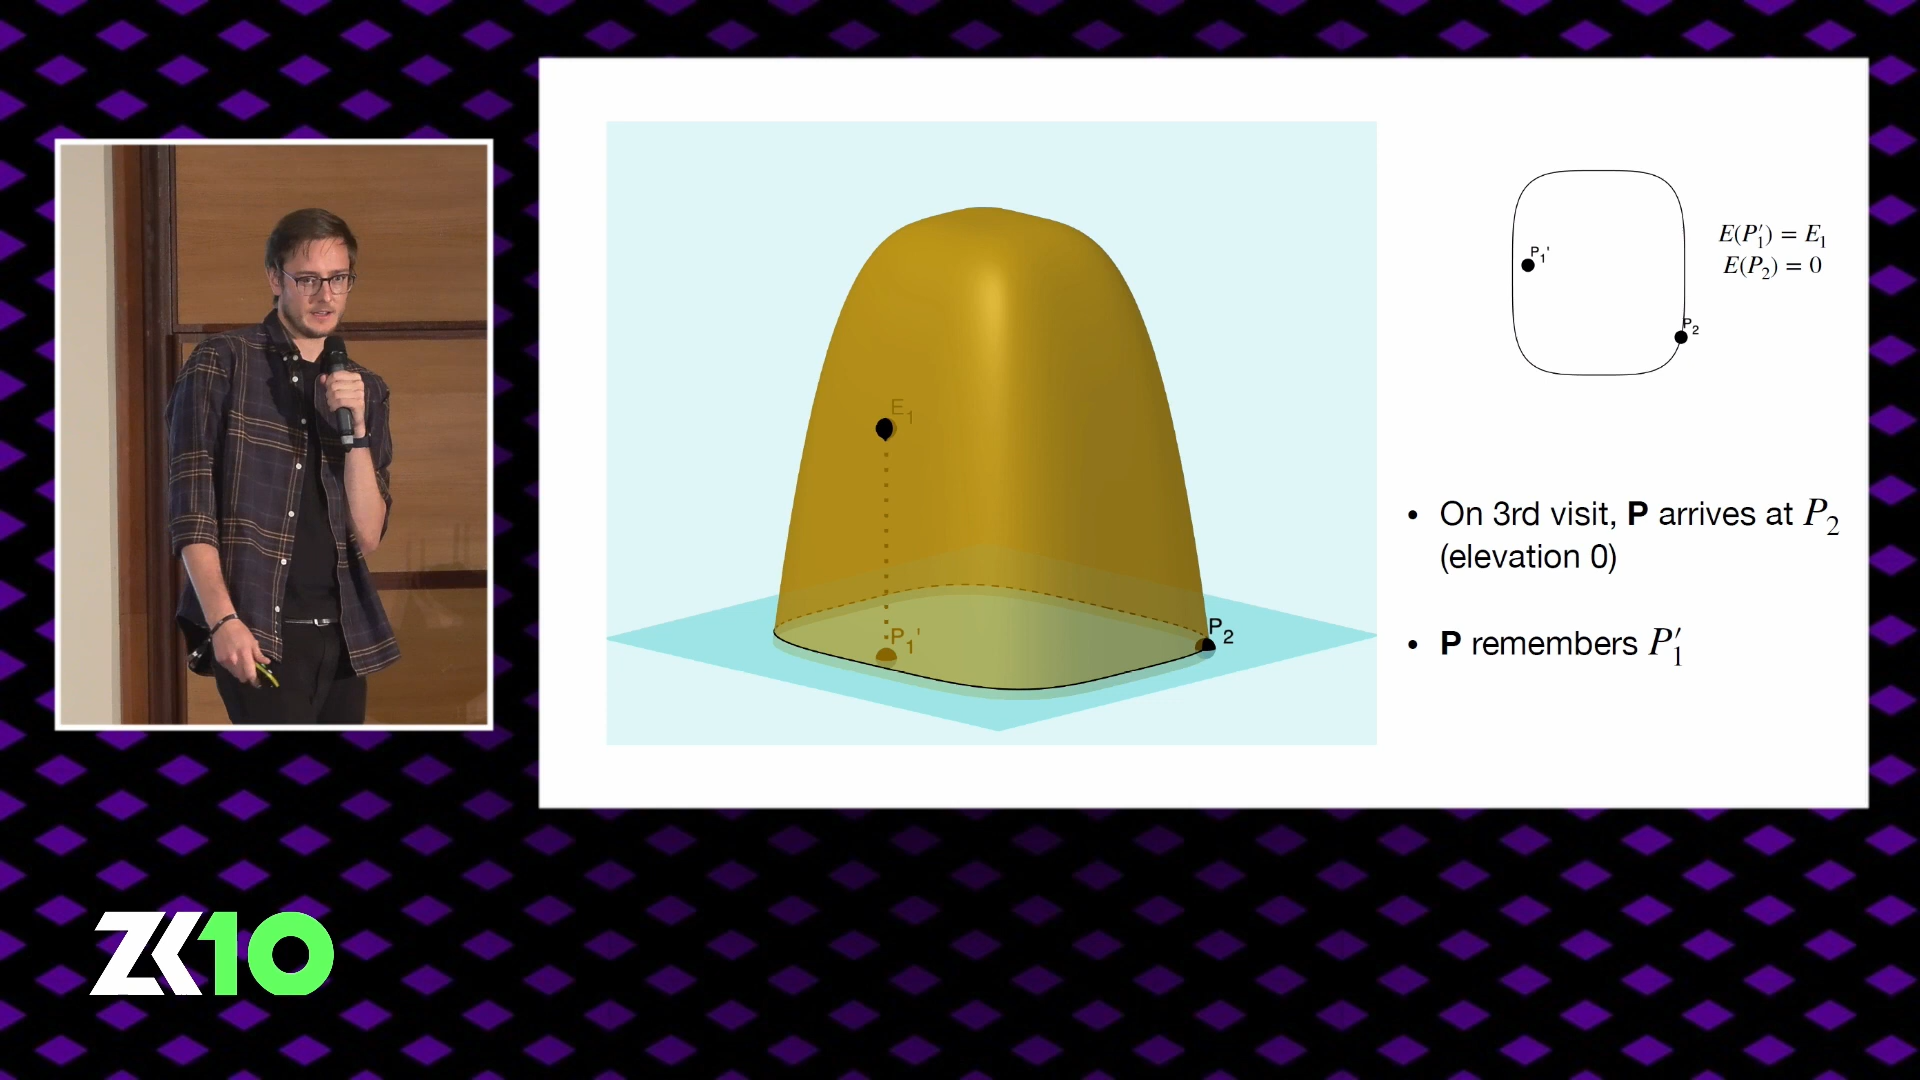 E₁
P₁'
P₂
P₁'
P₂
E(P₁′) = E₁
E(P₂) = 0
• On 3rd visit, P arrives at P₂
(elevation 0)
• P remembers P₁′
ZK10